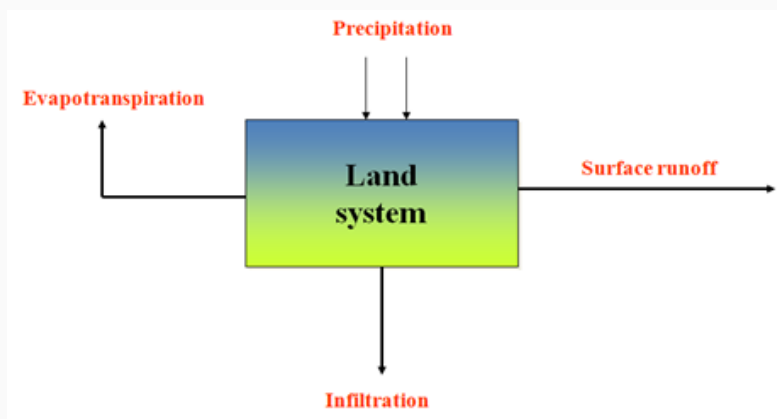 Precipitation
Evapotranspiration
Land
system
Surface runoff
Infiltration